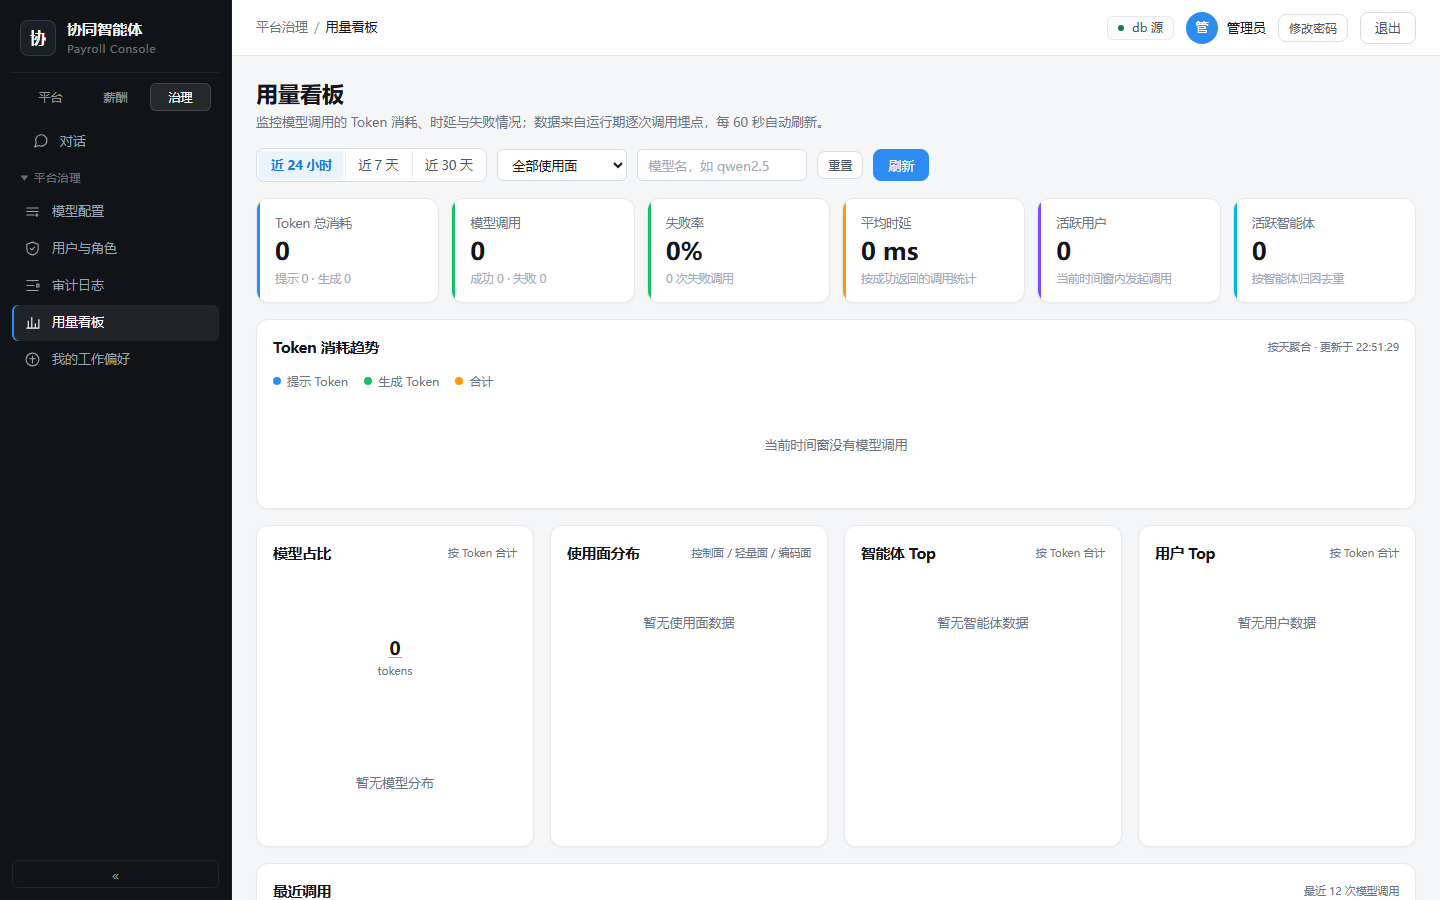 协
协同智能体
Payroll Console
平台
薪酬
治理
对话
平台治理
模型配置
用户与角色
审计日志
用量看板
我的工作偏好
«
平台治理 / 用量看板
db 源
管
管理员
修改密码
退出
用量看板
监控模型调用的 Token 消耗、时延与失败情况；数据来自运行期逐次调用埋点，每 60 秒自动刷新。
近 24 小时
近 7 天
近 30 天
全部使用面
模型名，如 qwen2.5
重置
刷新
Token 总消耗
0
提示 0 · 生成 0
模型调用
0
成功 0 · 失败 0
失败率
0%
0 次失败调用
平均时延
0 ms
按成功返回的调用统计
活跃用户
0
当前时间窗内发起调用
活跃智能体
0
按智能体归因去重
Token 消耗趋势
按天聚合 · 更新于 22:51:29
提示 Token
生成 Token
合计
当前时间窗没有模型调用
模型占比
按 Token 合计
0
tokens
暂无模型分布
使用面分布
控制面 / 轻量面 / 编码面
暂无使用面数据
智能体 Top
按 Token 合计
暂无智能体数据
用户 Top
按 Token 合计
暂无用户数据
最近调用
最近 12 次模型调用